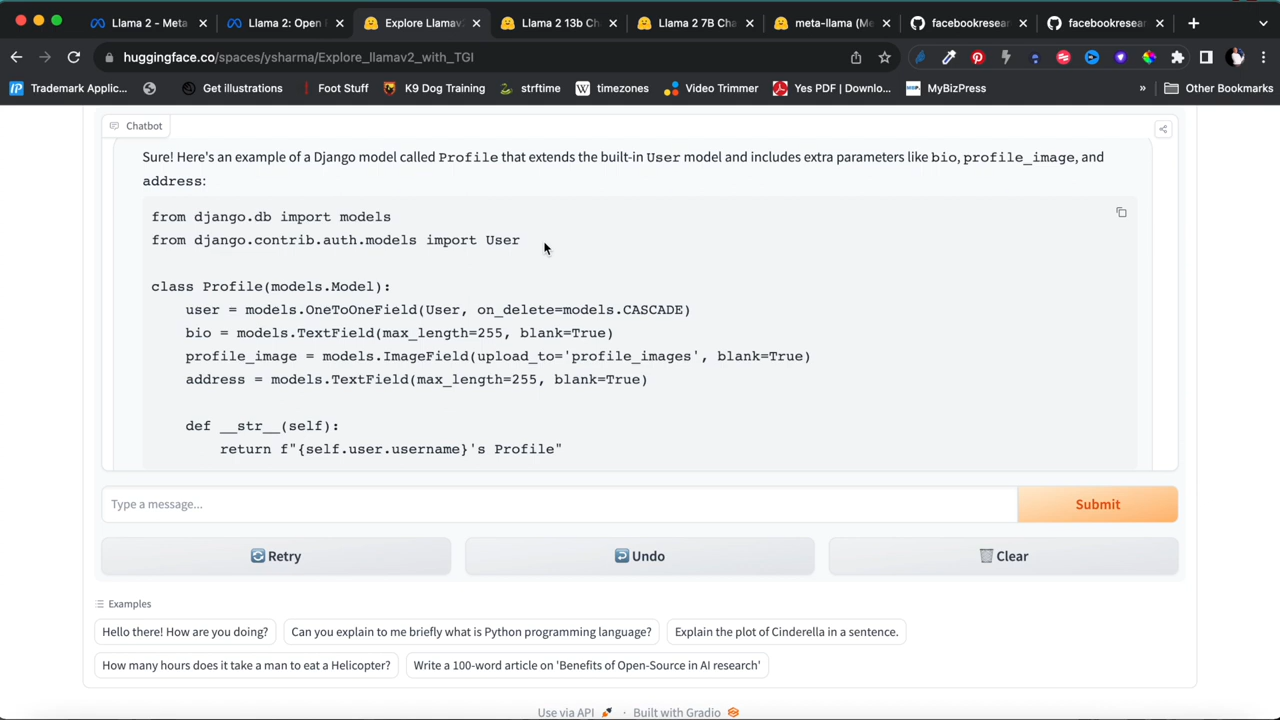 Llama 2 - Meta
Llama 2: Open
Explore Llamav
Llama 2 13b Ch
Llama 2 7B Cha
meta-llama (Me
facebookresear
facebookresear
huggingface.co/spaces/ysharma/Explore_llamav2_with_TGI
Trademark Applic...
Get illustrations
Foot Stuff
K9 Dog Training
strftime
timezones
Video Trimmer
Yes PDF | Downlo...
MyBizPress
»
Other Bookmarks
Chatbot
Sure! Here's an example of a Django model called Profile that extends the built-in User model and includes extra parameters like bio, profile_image, and
address:
from django.db import models
from django.contrib.auth.models import User
class Profile(models.Model):
    user = models.OneToOneField(User, on_delete=models.CASCADE)
    bio = models.TextField(max_length=255, blank=True)
    profile_image = models.ImageField(upload_to='profile_images', blank=True)
    address = models.TextField(max_length=255, blank=True)
    def __str__(self):
        return f"{self.user.username}'s Profile"
Type a message...
Submit
Retry
Undo
Clear
Examples
Hello there! How are you doing?
Can you explain to me briefly what is Python programming language?
Explain the plot of Cinderella in a sentence.
How many hours does it take a man to eat a Helicopter?
Write a 100-word article on 'Benefits of Open-Source in AI research'
Use via API · Built with Gradio